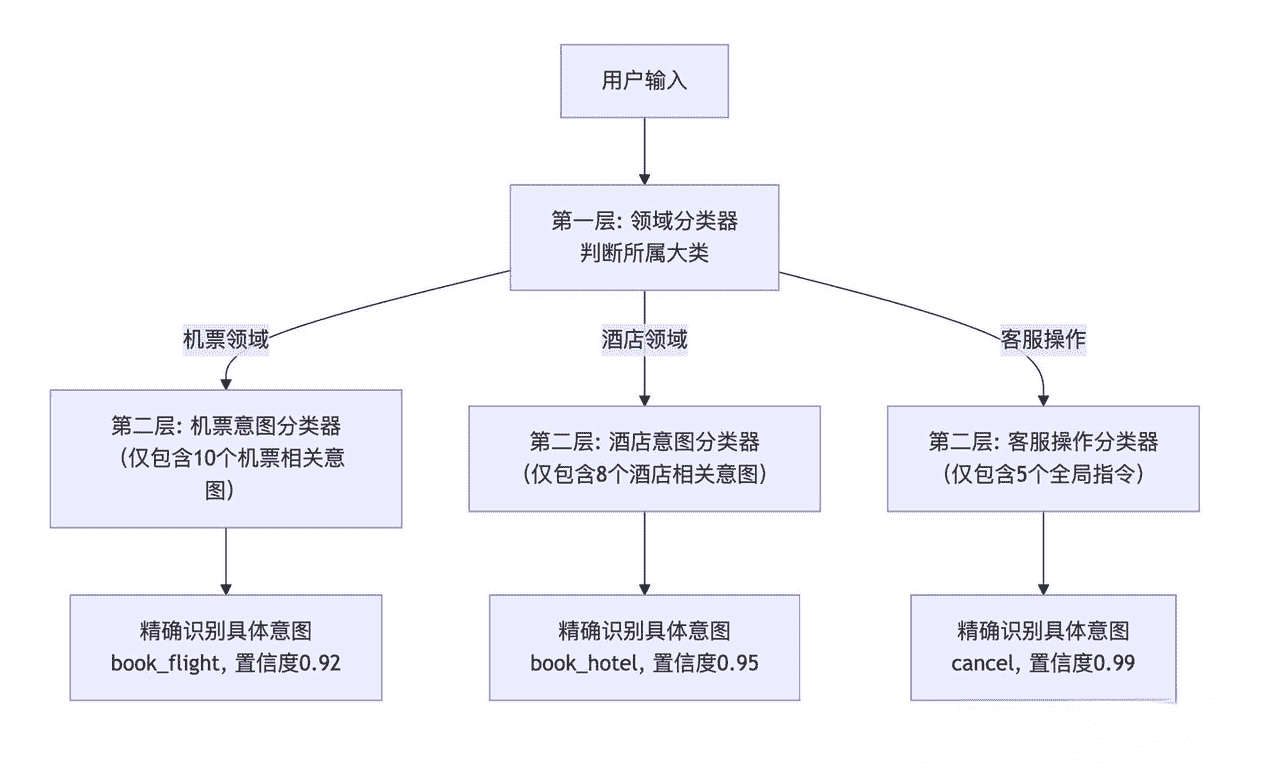 用户输入
第一层: 领域分类器
判断所属大类
机票领域
酒店领域
客服操作
第二层: 机票意图分类器
（仅包含10个机票相关意
图）
第二层: 酒店意图分类器
（仅包含8个酒店相关意图）
第二层: 客服操作分类器
（仅包含5个全局指令）
精确识别具体意图
book_flight, 置信度0.92
精确识别具体意图
book_hotel, 置信度0.95
精确识别具体意图
cancel, 置信度0.99